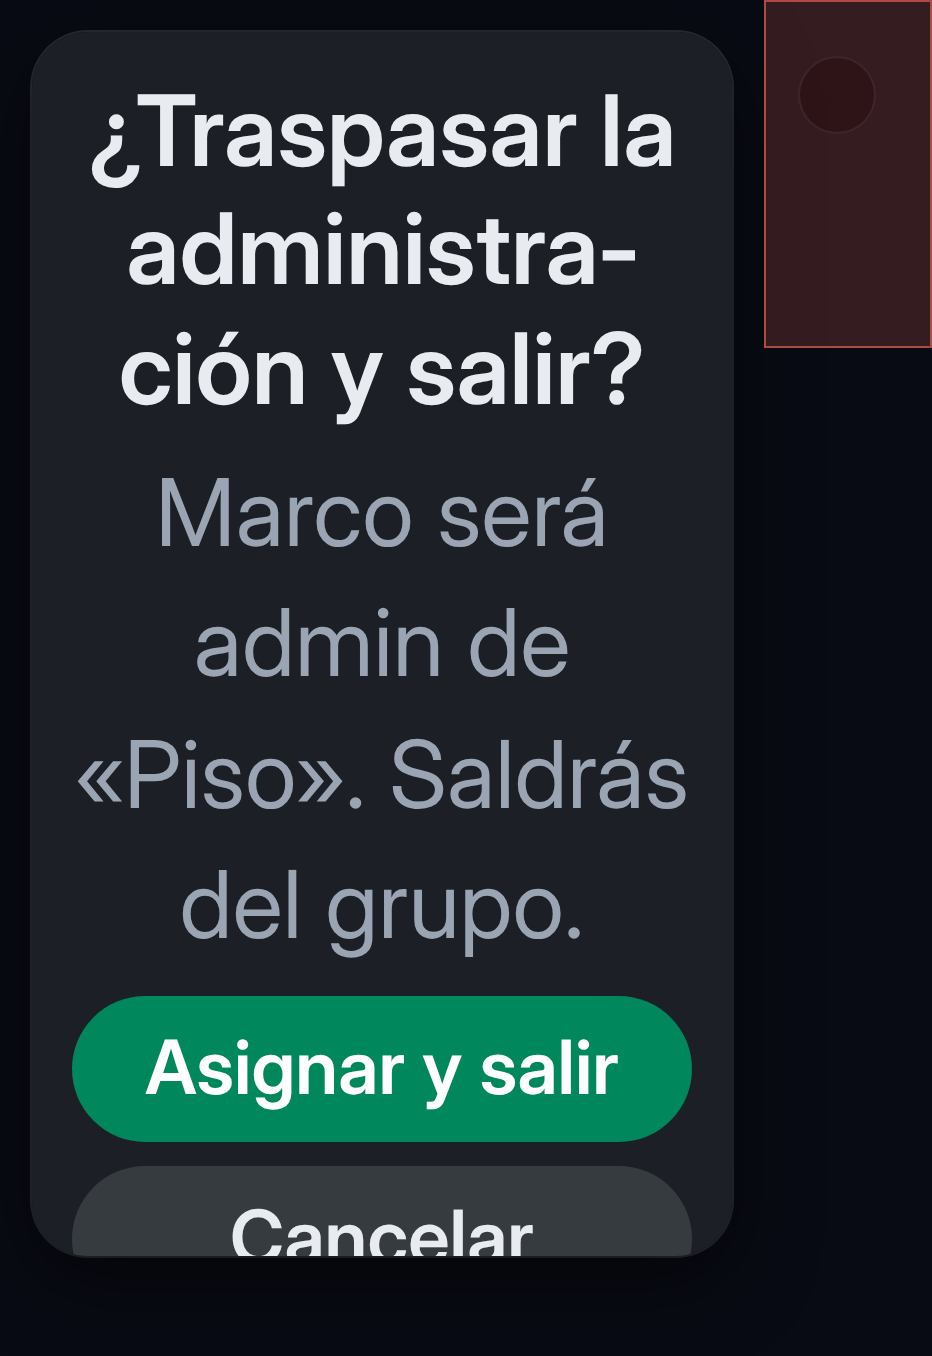 ¿Traspasar la
administra-
ción y salir?
Marco será
admin de
«Piso». Saldrás
del grupo.
Asignar y salir
Cancelar